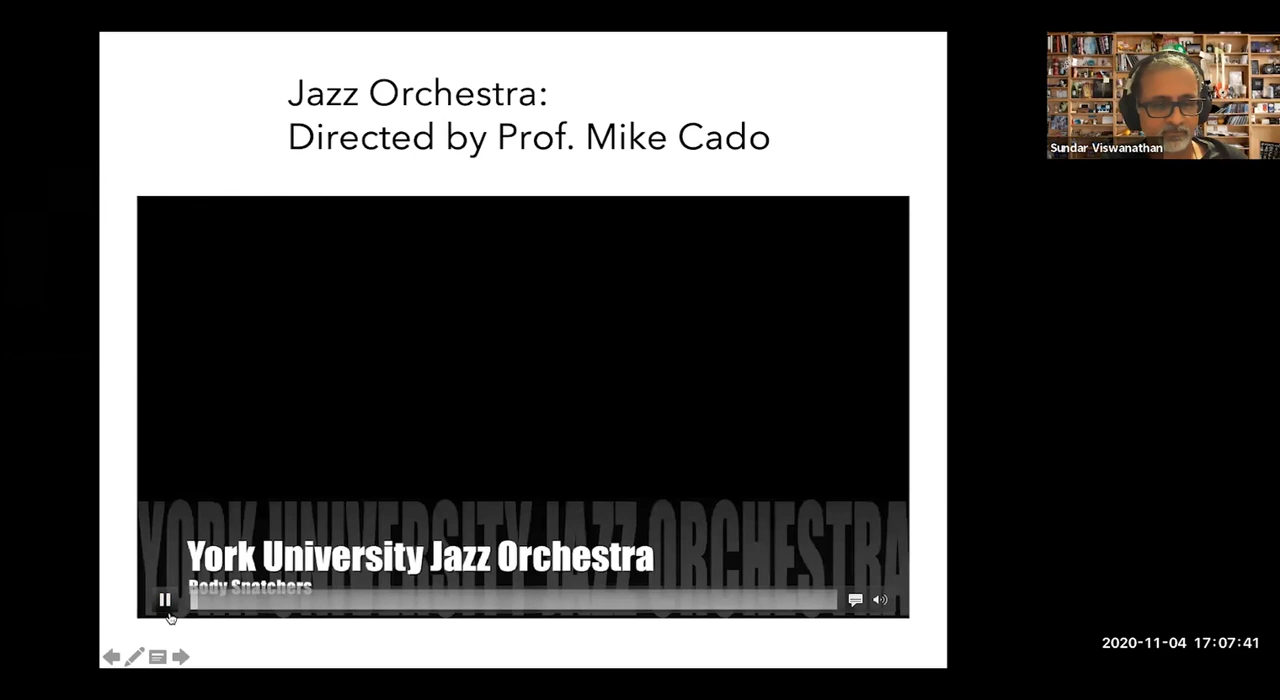 Jazz Orchestra:
Directed by Prof. Mike Cado
Sundar Viswanathan
YORK UNIVERSITY JAZZ ORCHESTRA
York University Jazz Orchestra
Body Snatchers
2020-11-04 17:07:41